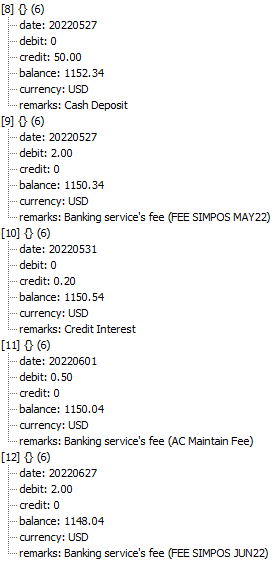 [8] {} (6)
date: 20220527
debit: 0
credit: 50.00
balance: 1152.34
currency: USD
remarks: Cash Deposit
[9] {} (6)
date: 20220527
debit: 2.00
credit: 0
balance: 1150.34
currency: USD
remarks: Banking service's fee (FEE SIMPOS MAY22)
[10] {} (6)
date: 20220531
debit: 0
credit: 0.20
balance: 1150.54
currency: USD
remarks: Credit Interest
[11] {} (6)
date: 20220601
debit: 0.50
credit: 0
balance: 1150.04
currency: USD
remarks: Banking service's fee (AC Maintain Fee)
[12] {} (6)
date: 20220627
debit: 2.00
credit: 0
balance: 1148.04
currency: USD
remarks: Banking service's fee (FEE SIMPOS JUN22)